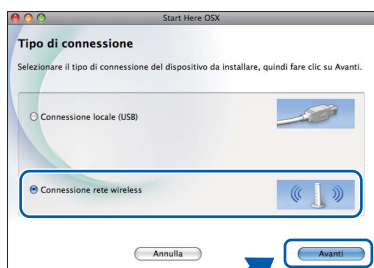 Start Here OSX
Tipo di connessione
Selezionare il tipo di connessione del dispositivo da installare, quindi fare clic su Avanti.
Connessione locale (USB)
Connessione rete wireless
Annulla
Avanti